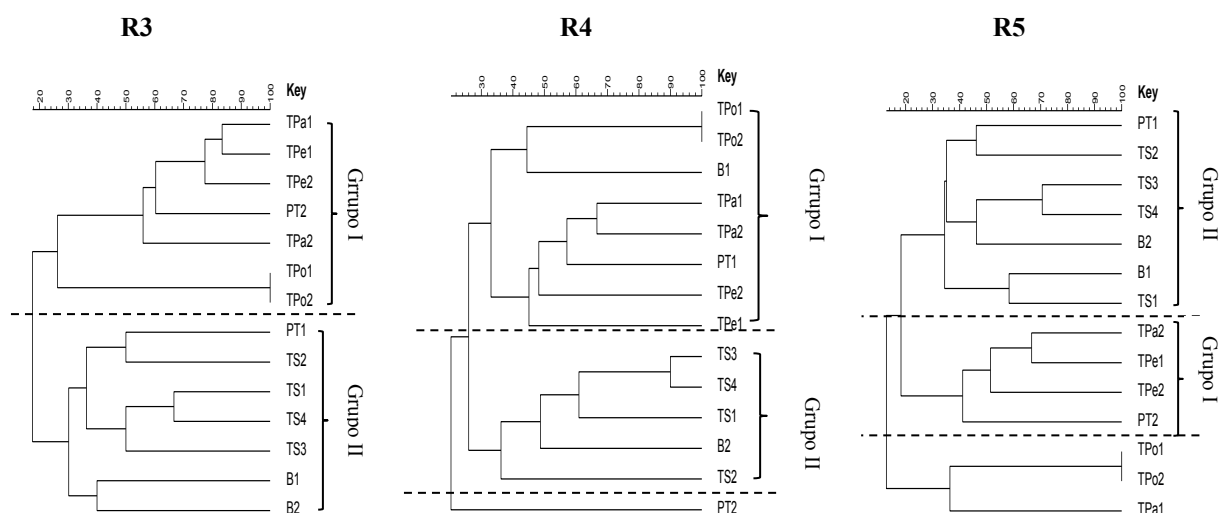 R3
20 30 40 50 60 70 80 90 100
Key
TPa1
TPe1
TPe2
PT2
TPa2
TPo1
TPo2
PT1
TS2
TS1
TS4
TS3
B1
B2
Grrupo I
Grupo II
R4
30 40 50 60 70 80 90 100
Key
TPo1
TPo2
B1
TPa1
TPa2
PT1
TPe2
TPe1
TS3
TS4
TS1
B2
TS2
PT2
Grupo I
Grupo II
R5
20 30 40 50 60 70 80 90 100
Key
PT1
TS2
TS3
TS4
B2
B1
TS1
TPa2
TPe1
TPe2
PT2
TPo1
TPo2
TPa1
Grupo II
Grupo I